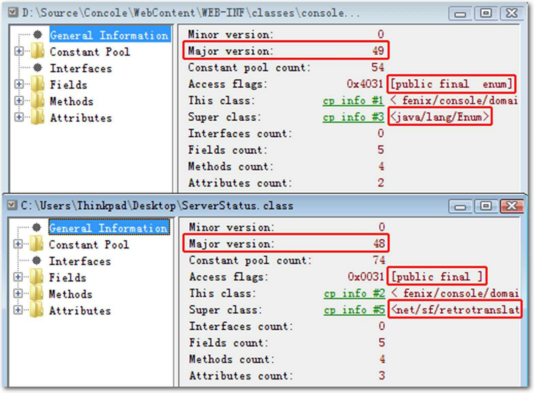 D:\Source\Concole\WebContent\WEB-INF\classes\console...
General Information
Constant Pool
Interfaces
Fields
Methods
Attributes
Minor version: 0
Major version: 49
Constant pool count: 54
Access flags: 0x4031 [public final enum]
This class: cp info #1 < fenix/console/domai
Super class: cp info #3 <java/lang/Enum>
Interfaces count: 0
Fields count: 5
Methods count: 4
Attributes count: 2
C:\Users\Thinkpad\Desktop\ServerStatus.class
General Information
Constant Pool
Interfaces
Fields
Methods
Attributes
Minor version: 0
Major version: 48
Constant pool count: 74
Access flags: 0x0031 [public final ]
This class: cp info #2 < fenix/console/domai
Super class: cp info #5 <net/sf/retrotranslat
Interfaces count: 0
Fields count: 5
Methods count: 4
Attributes count: 3